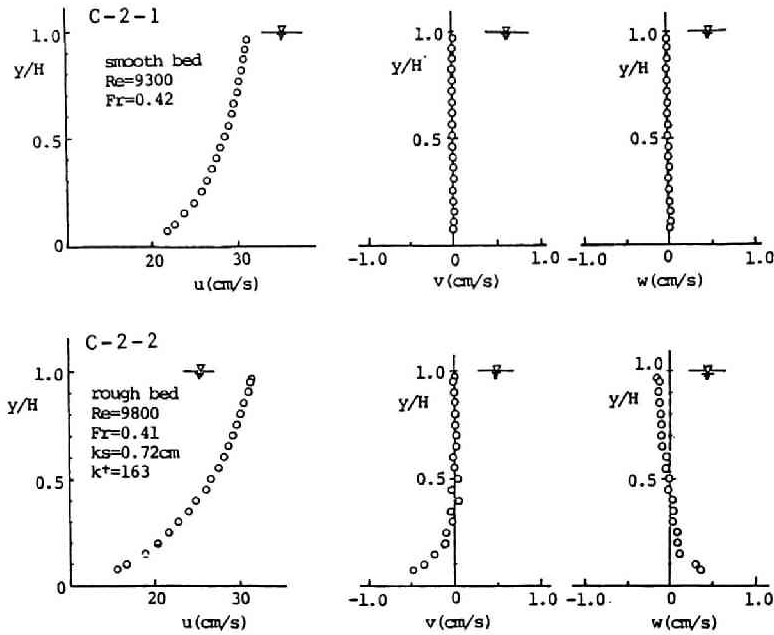 C-2-1
1.0
y/H
smooth bed
Re=9300
Fr=0.42
0.5
0
20
30
u(cm/s)
1.0
y/H
0.5
-1.0
0
1.0
v(cm/s)
1.0
y/H
0.5
-1.0
0
1.0
w(cm/s)
C-2-2
1.0
y/H
rough bed
Re=9800
Fr=0.41
ks=0.72cm
k+=163
0.5
0
20
30
u(cm/s)
1.0
y/H
0.5
-1.0
0
1.0
v(cm/s)
1.0
y/H
0.5
-1.0
0
1.0
w(cm/s)